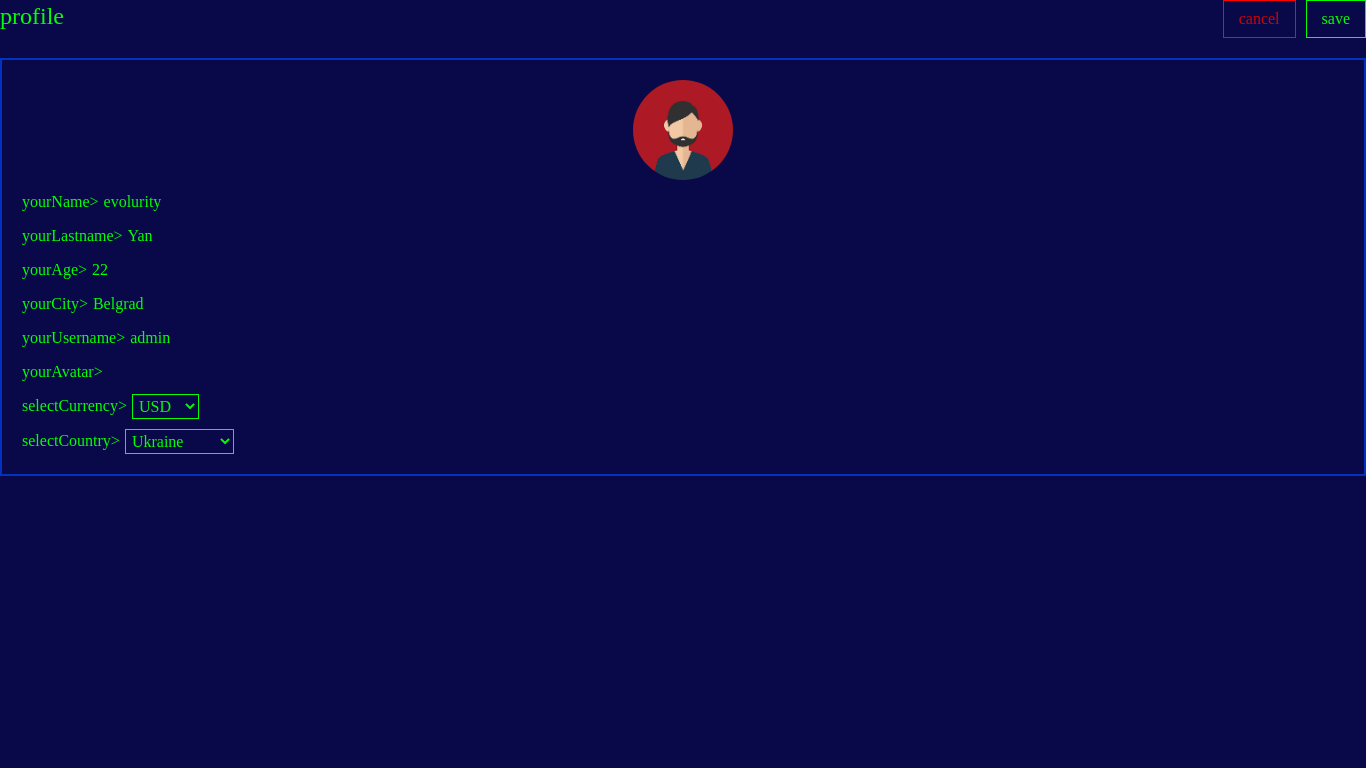 profile
cancel
save
yourName> evolurity
yourLastname> Yan
yourAge> 22
yourCity> Belgrad
yourUsername> admin
yourAvatar>
selectCurrency> USD
selectCountry> Ukraine